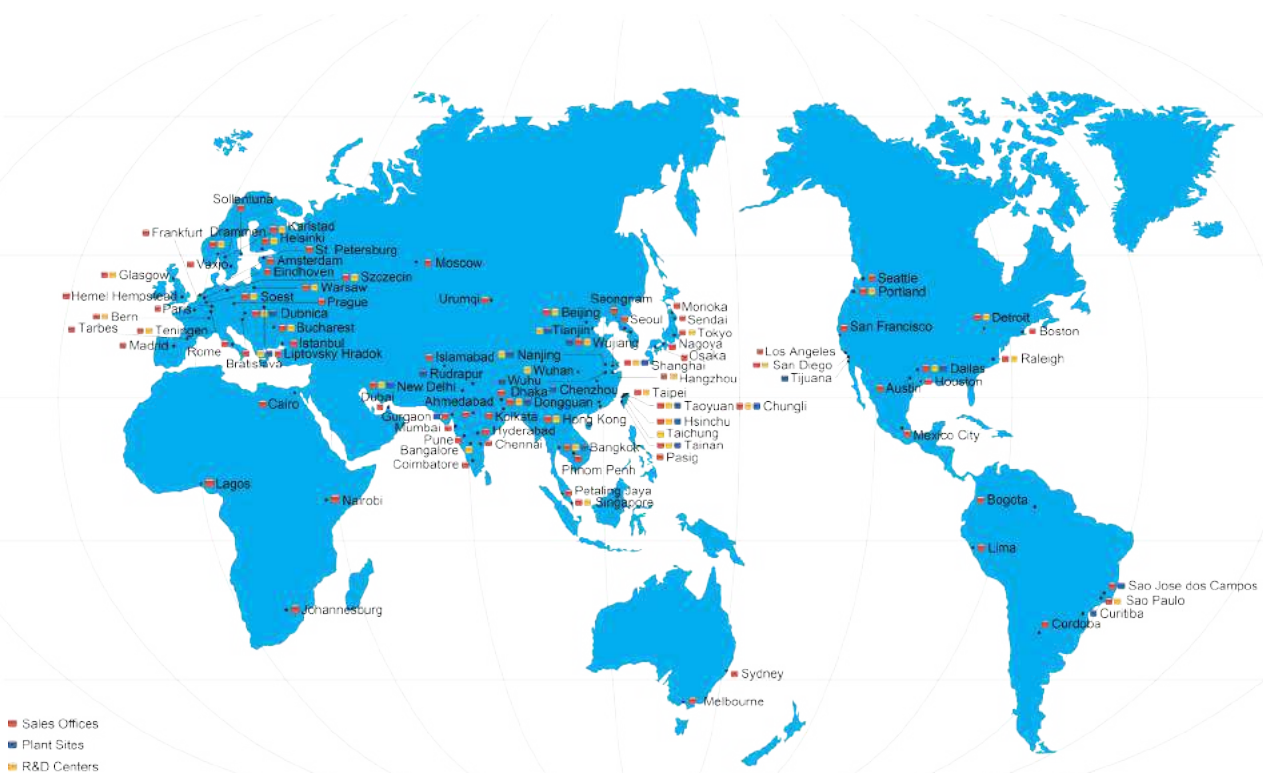 Sollentuna
Frankfurt
Drammen
Karlstad
Helsinki
St. Petersburg
Vaxjo
Amsterdam
Moscow
Glasgow
Eindhoven
Szczecin
Warsaw
Hemel Hempstead
Soest
Prague
Paris
Dubnica
Bern
Tarbes
Teningen
Bucharest
Madrid
Rome
Istanbul
Bratislava
Liptovsky Hradok
Urumqi
Beijing
Seongnam
Morioka
Seoul
Sendai
Tianjin
Tokyo
Wujiang
Nagoya
Osaka
Islamabad
Nanjing
Shanghai
Rudrapur
Wuhan
Hangzhou
Wuhu
New Delhi
Chenzhou
Dhaka
Taipei
Dubai
Ahmedabad
Dongguan
Taoyuan
Chungli
Cairo
Gurgaon
Kolkata
Hong Kong
Hsinchu
Mumbai
Hyderabad
Taichung
Pune
Chennai
Bangkok
Tainan
Bangalore
Pasig
Coimbatore
Phnom Penh
Lagos
Nairobi
Petaling Jaya
Singapore
Johannesburg
Sydney
Melbourne
Seattle
Portland
Detroit
San Francisco
Boston
Los Angeles
Raleigh
San Diego
Dallas
Tijuana
Austin
Houston
Mexico City
Bogota
Lima
Sao Jose dos Campos
Sao Paulo
Curitiba
Cordoba
Sales Offices
Plant Sites
R&D Centers